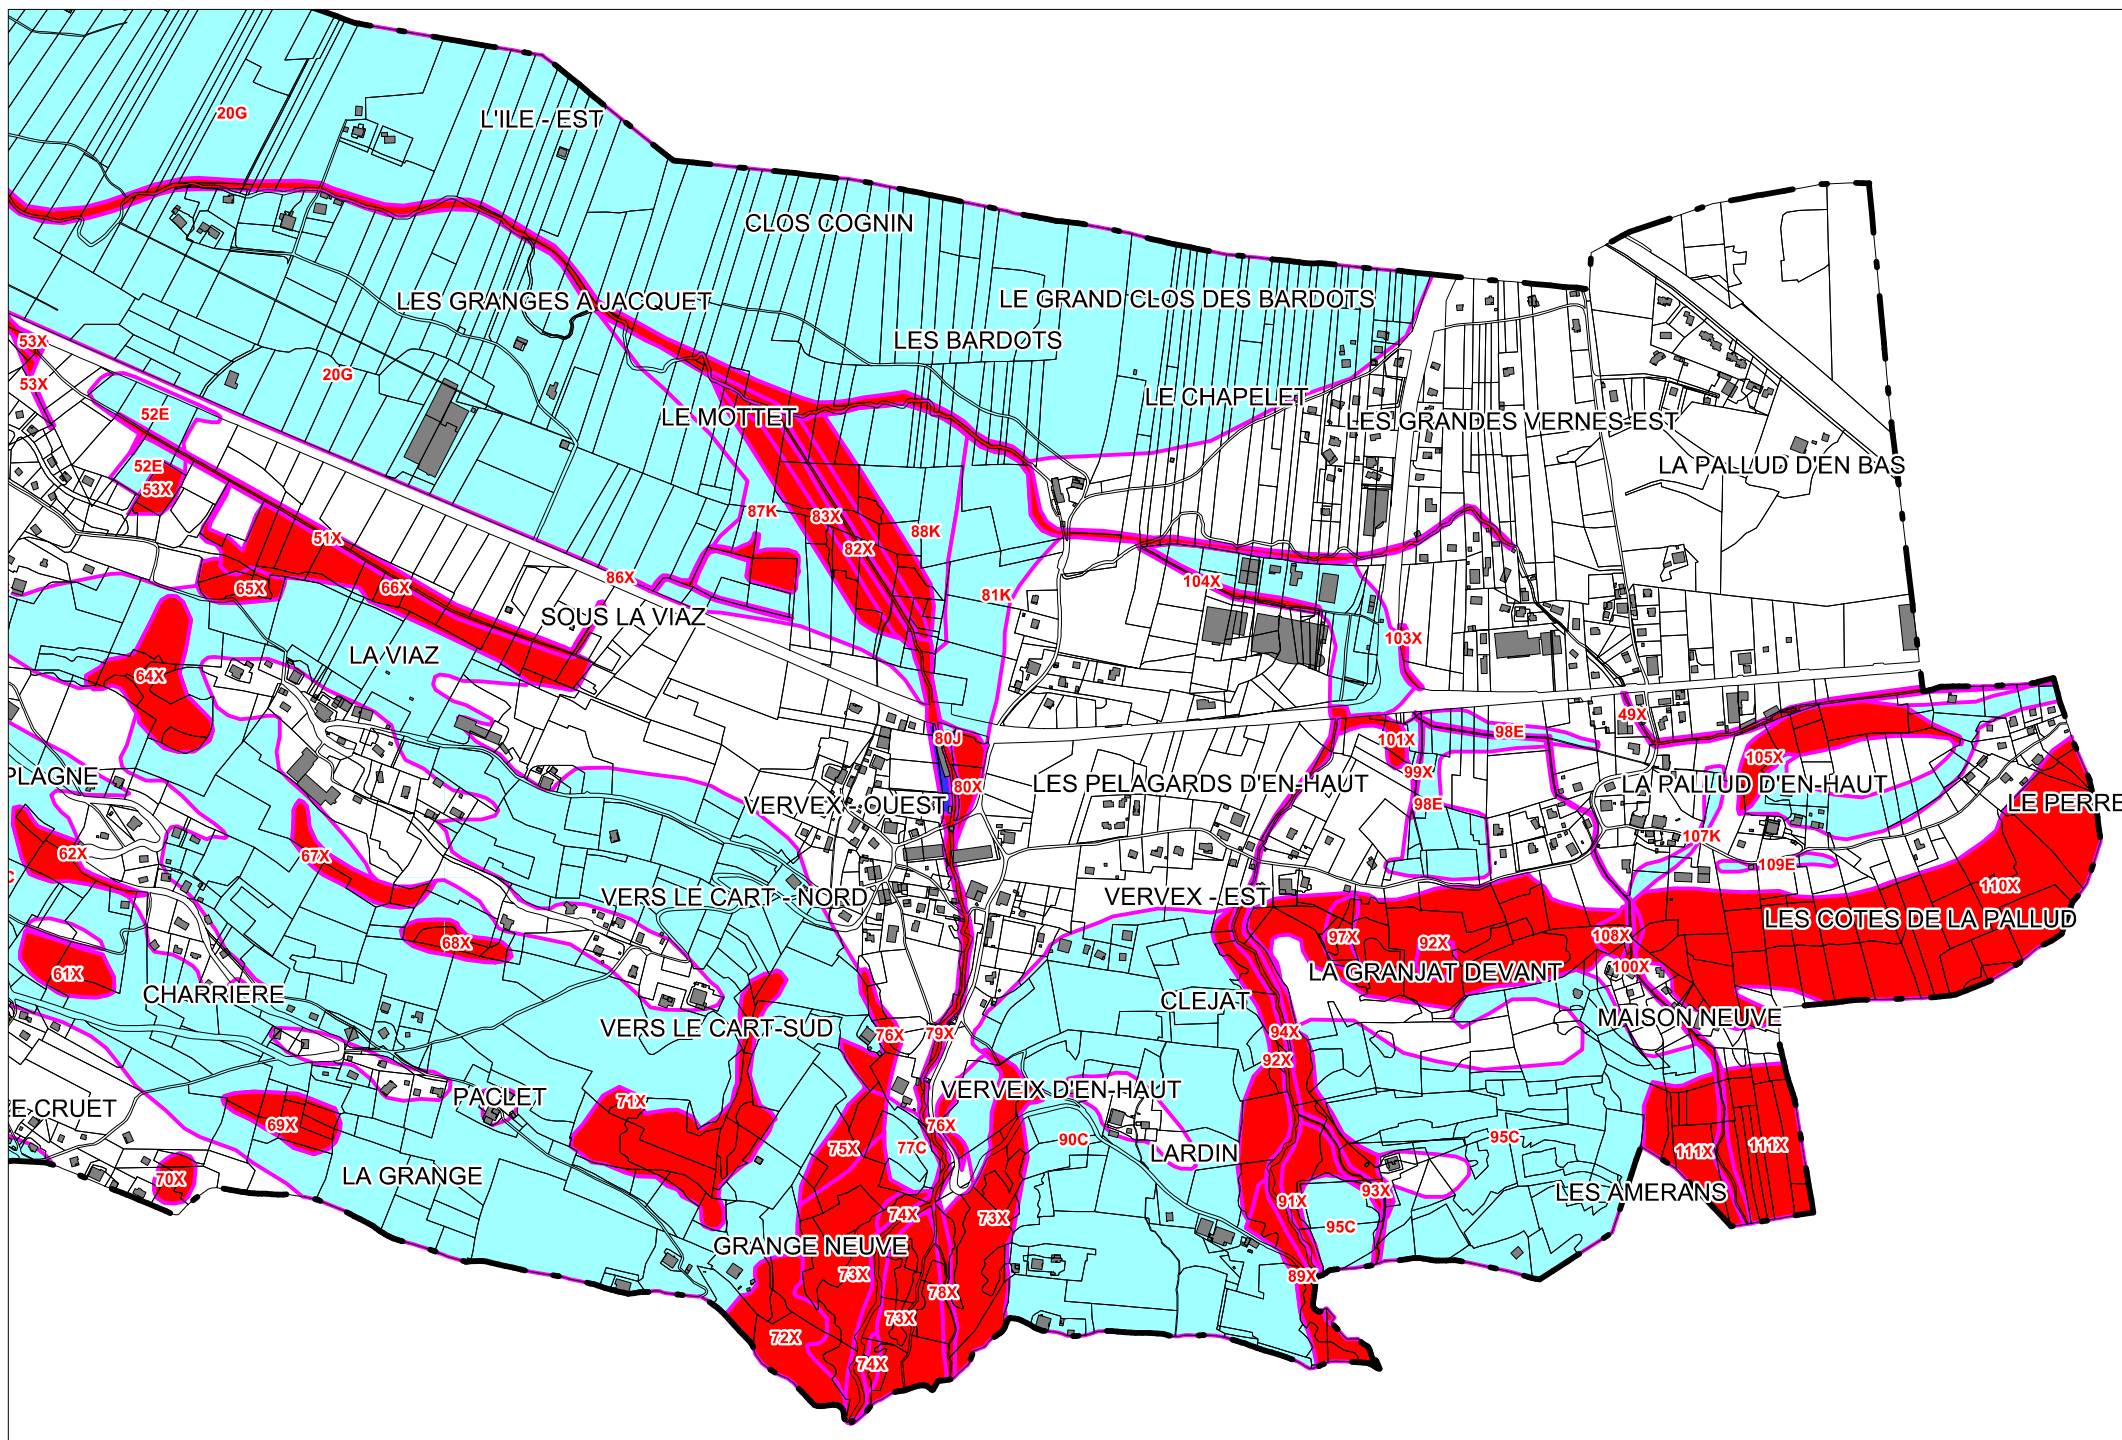 20G
L'ILE - EST
CLOS COGNIN
LES GRANGES A JACQUET
LE GRAND CLOS DES BARDOTS
LES BARDOTS
53X
20G
53X
LE CHAPELET
52E
LE MOTTET
LES GRANDES VERNES-EST
52E
LA PALLUD D'EN BAS
53X
87K
83X
88K
51X
82X
86X
104X
65X
66X
81K
SOUS LA VIAZ
103X
LA VIAZ
64X
49X
80J
101X
98E
105X
PLAGNE
99X
80X
LES PELAGARDS D'EN-HAUT
LA PALLUD D'EN-HAUT
VERVEX - OUEST
98E
LE PERRE
107K
62X
67X
109E
C
110X
VERS LE CART - NORD
VERVEX - EST
LES COTES DE LA PALLUD
68X
97X
92X
108X
61X
100X
LA GRANJAT DEVANT
CHARRIERE
CLEJAT
MAISON NEUVE
VERS LE CART-SUD
76X
79X
94X
92X
VERVEIX D'EN-HAUT
PACLET
71X
E CRUET
69X
76X
90C
95C
75X
77C
LARDIN
111X
111X
LA GRANGE
70X
93X
LES AMERANS
91X
74X
73X
95C
GRANGE NEUVE
73X
89X
78X
73X
72X
74X